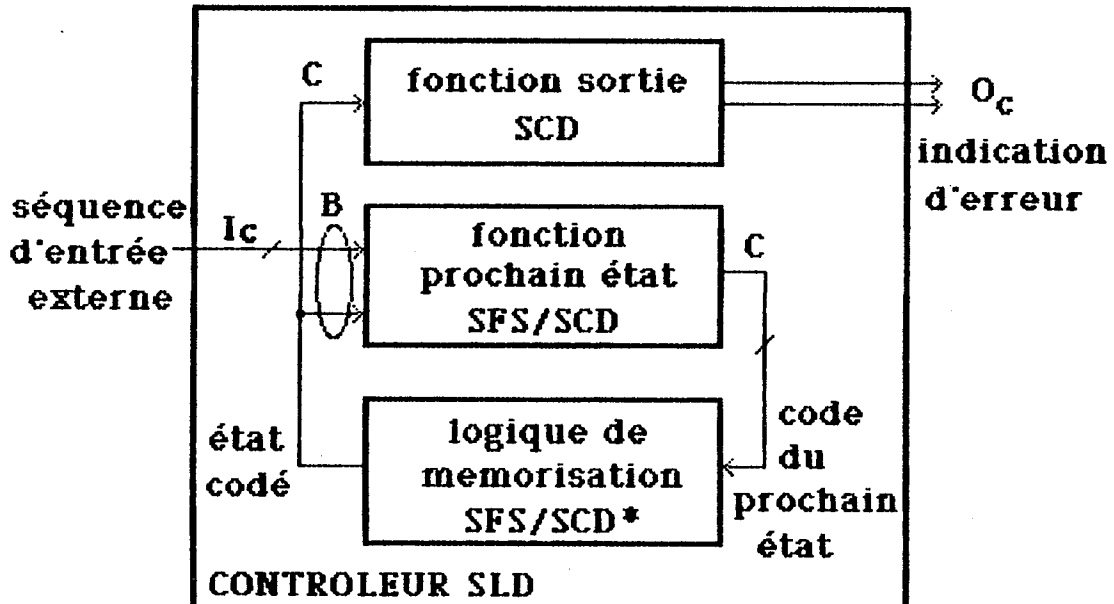 C
fonction sortie
SCD
Oc
indication
d'erreur
séquence
d'entrée
externe
Ic
B
fonction
prochain état
SFS/SCD
C
état
codé
logique de
memorisation
SFS/SCD*
code
du
prochain
état
CONTROLEUR SLD